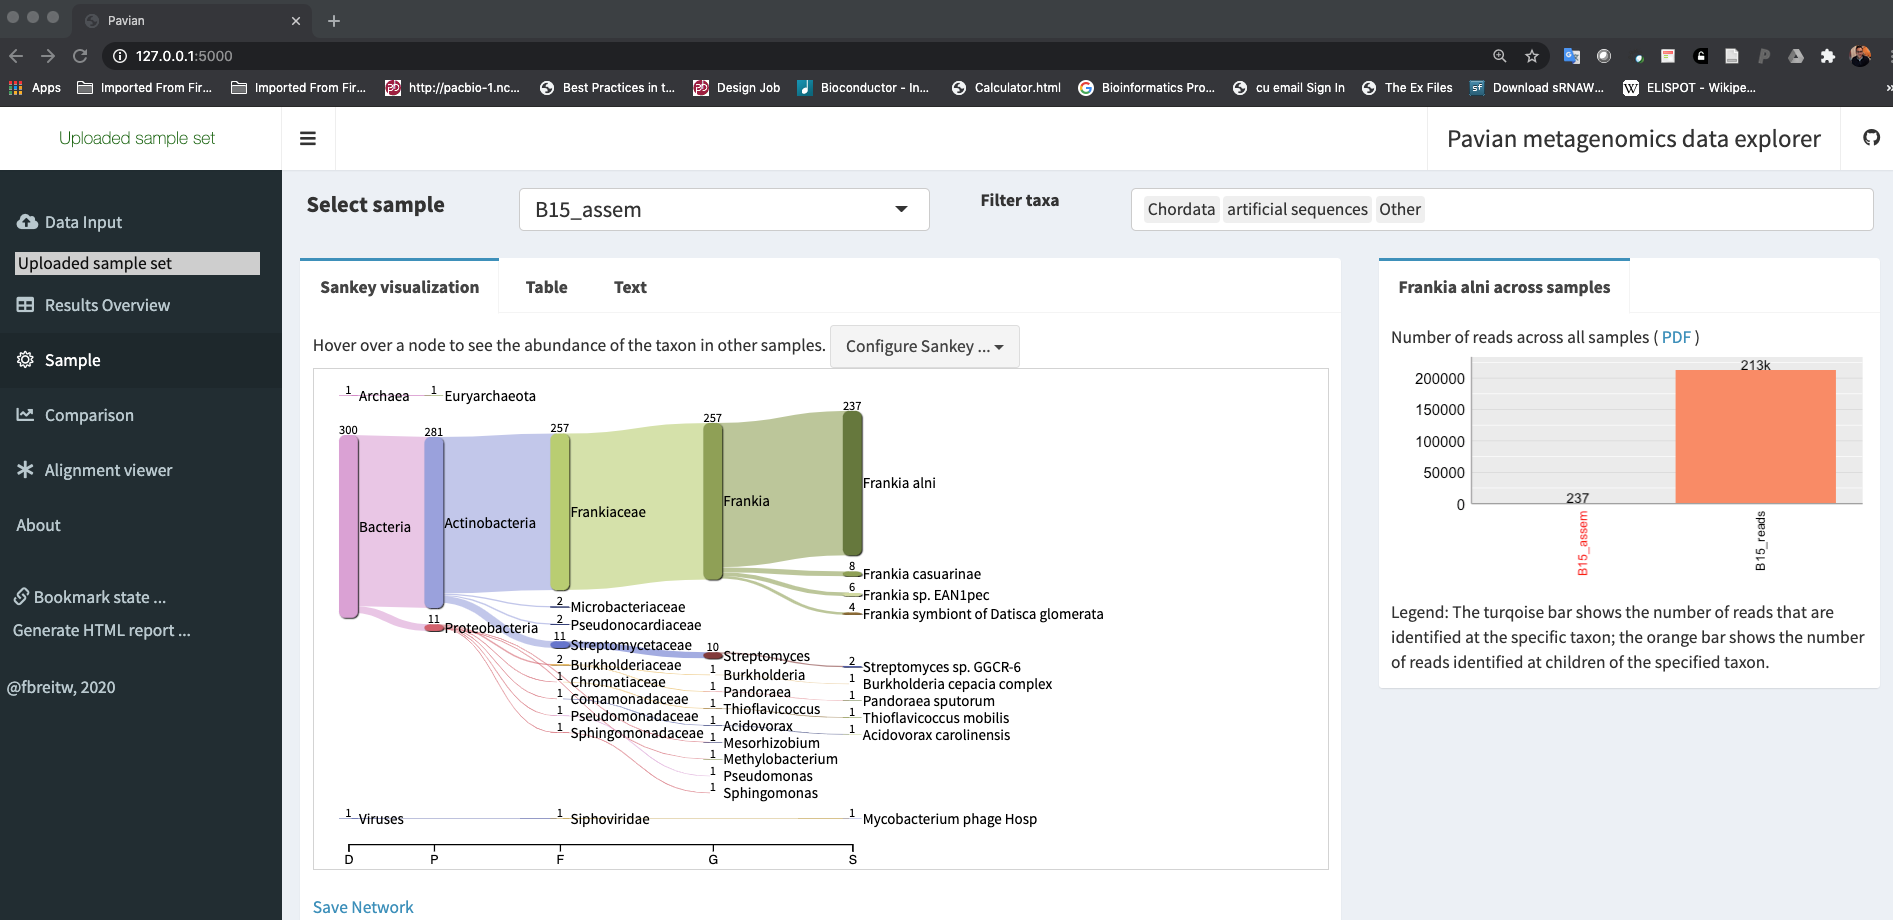 Pavian
127.0.0.1:5000
Apps
Imported From Fir...
Imported From Fir...
http://pacbio-1.nc...
Best Practices in t...
Design Job
Bioconductor - In...
Calculator.html
Bioinformatics Pro...
cu email Sign In
The Ex Files
Download sRNAW...
ELISPOT - Wikipe...
Uploaded sample set
Pavian metagenomics data explorer
Data Input
Uploaded sample set
Results Overview
Sample
Comparison
Alignment viewer
About
Bookmark state ...
Generate HTML report ...
@fbreitw, 2020
Select sample
B15_assem
Filter taxa
Chordata artificial sequences Other
Sankey visualization
Table
Text
Hover over a node to see the abundance of the taxon in other samples.
Configure Sankey ...
1 Archaea
1 Euryarchaeota
300
Bacteria
281
Actinobacteria
257
Frankiaceae
257
Frankia
237
Frankia alni
8 Frankia casuarinae
6 Frankia sp. EAN1pec
4 Frankia symbiont of Datisca glomerata
11 Proteobacteria
2 Microbacteriaceae
2 Pseudonocardiaceae
11 Streptomycetaceae
2 Burkholderiaceae
1 Chromatiaceae
1 Comamonadaceae
1 Pseudomonadaceae
1 Sphingomonadaceae
10 Streptomyces
1 Burkholderia
1 Pandoraea
1 Thioflavicoccus
1 Acidovorax
1 Mesorhizobium
1 Methylobacterium
1 Pseudomonas
1 Sphingomonas
2 Streptomyces sp. GGCR-6
1 Burkholderia cepacia complex
1 Pandoraea sputorum
1 Thioflavicoccus mobilis
1 Acidovorax carolinensis
1 Viruses
1 Siphoviridae
1 Mycobacterium phage Hosp
D P F G S
Save Network
Frankia alni across samples
Number of reads across all samples ( PDF )
200000
150000
100000
50000
0
237
213k
B15_assem
B15_reads
Legend: The turqoise bar shows the number of reads that are
identified at the specific taxon; the orange bar shows the number
of reads identified at children of the specified taxon.